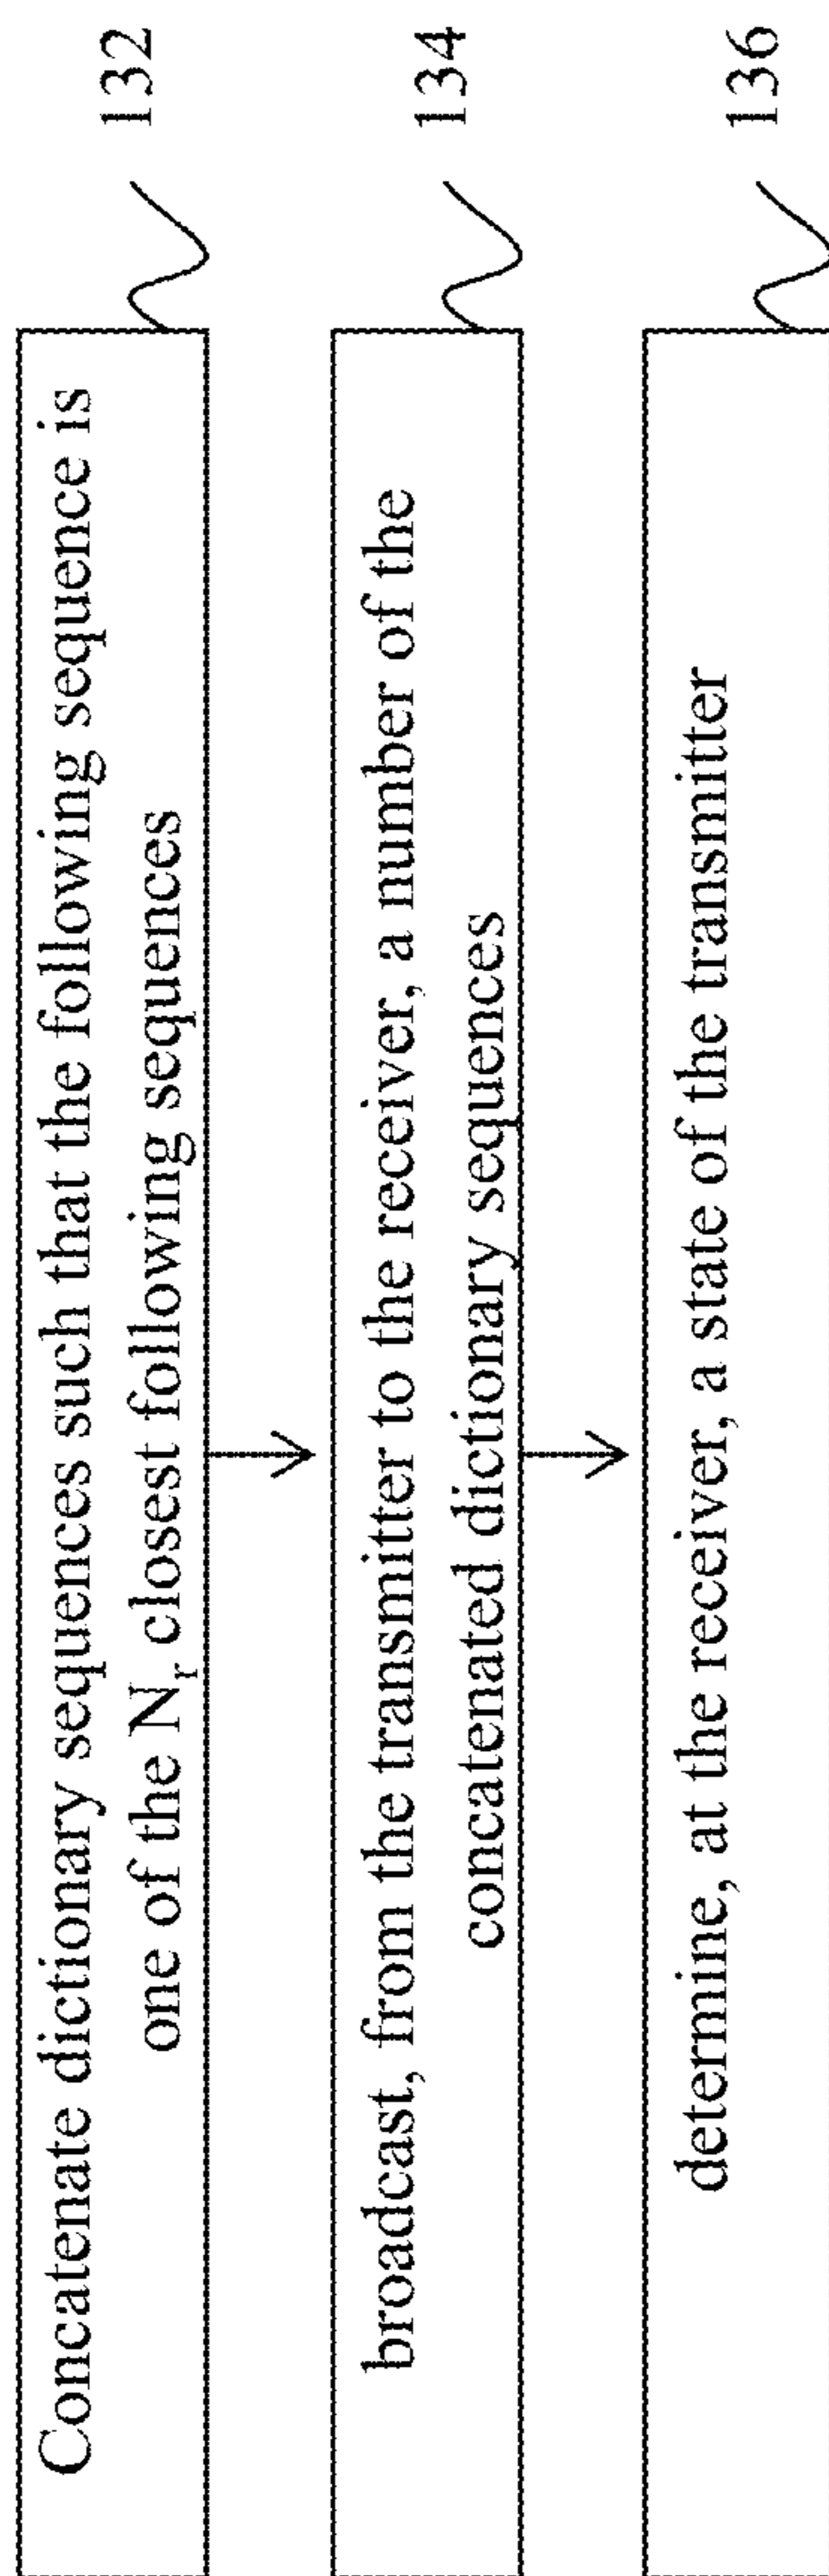 Concatenate dictionary sequences such that the following sequence is
one of the Nr closest following sequences
132
broadcast, from the transmitter to the receiver, a number of the
concatenated dictionary sequences
134
determine, at the receiver, a state of the transmitter
136